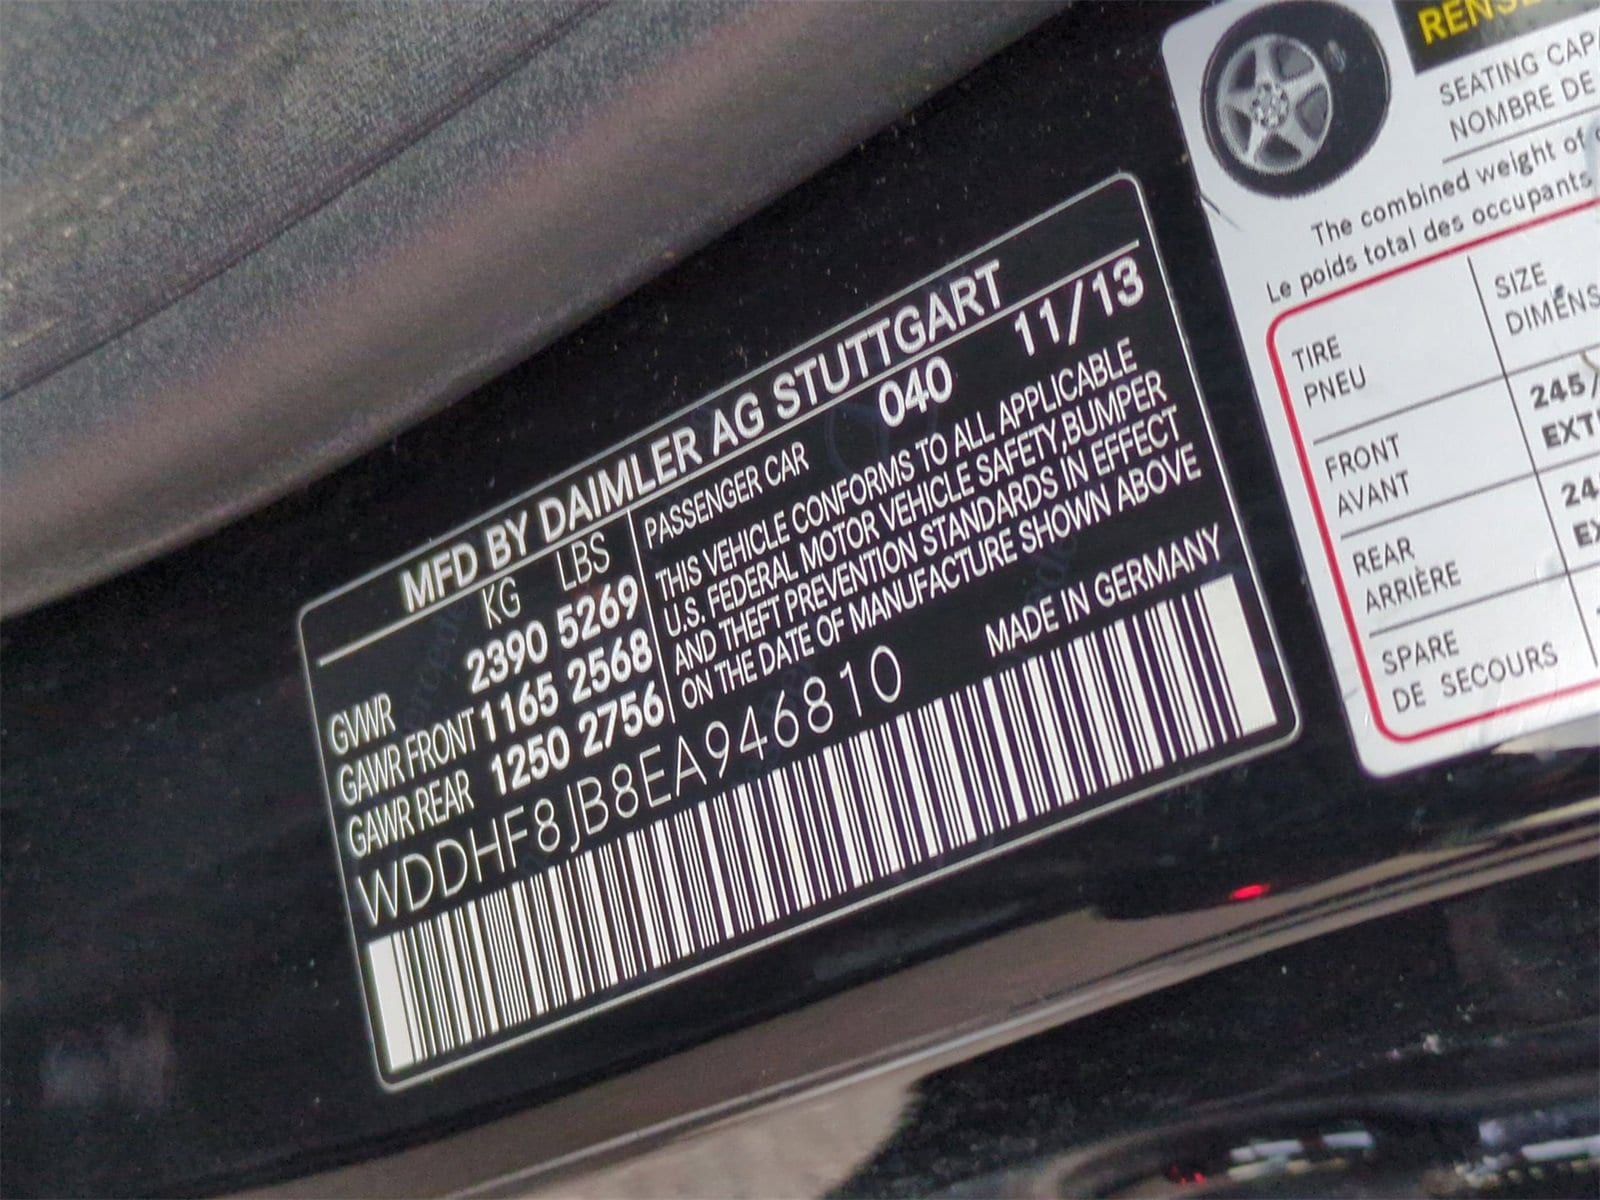 MFD BY DAIMLER AG STUTTGART
KG LBS
GVWR 2390 5269
GAWR FRONT 1165 2568
GAWR REAR 1250 2756
PASSENGER CAR 040 11/13
THIS VEHICLE CONFORMS TO ALL APPLICABLE
U.S. FEDERAL MOTOR VEHICLE SAFETY,BUMPER
AND THEFT PREVENTION STANDARDS IN EFFECT
ON THE DATE OF MANUFACTURE SHOWN ABOVE
MADE IN GERMANY
WDDHF8JB8EA946810
SEATING
NOMBRE DE
The combined weight of
Le poids total des occupants
TIRE
PNEU
SIZE
FRONT
AVANT
245/
REAR
ARRIÈRE
SPARE
DE SECOURS